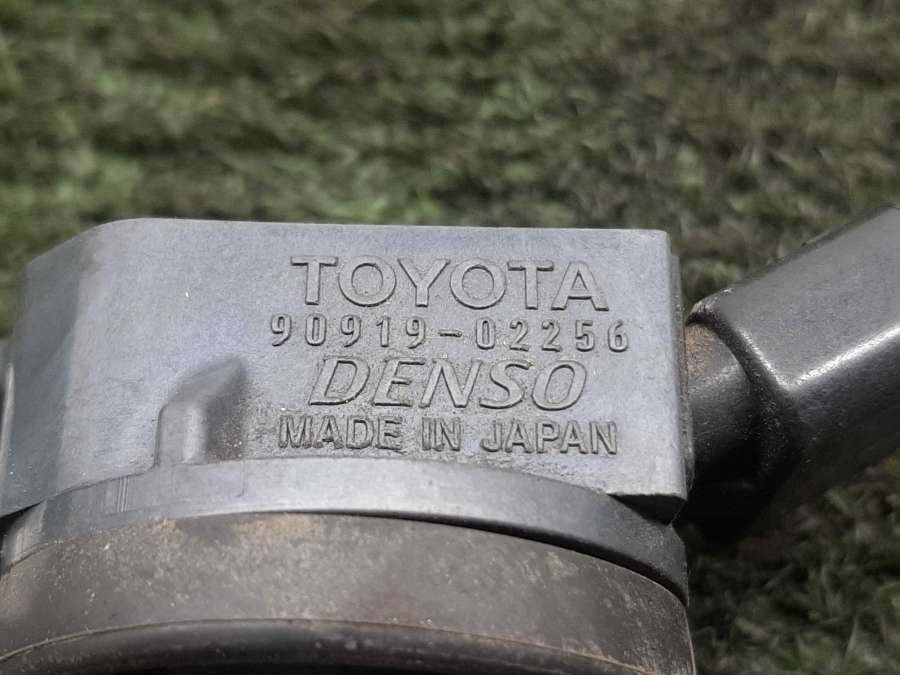 TOYOTA
90919-02256
DENSO
MADE IN JAPAN